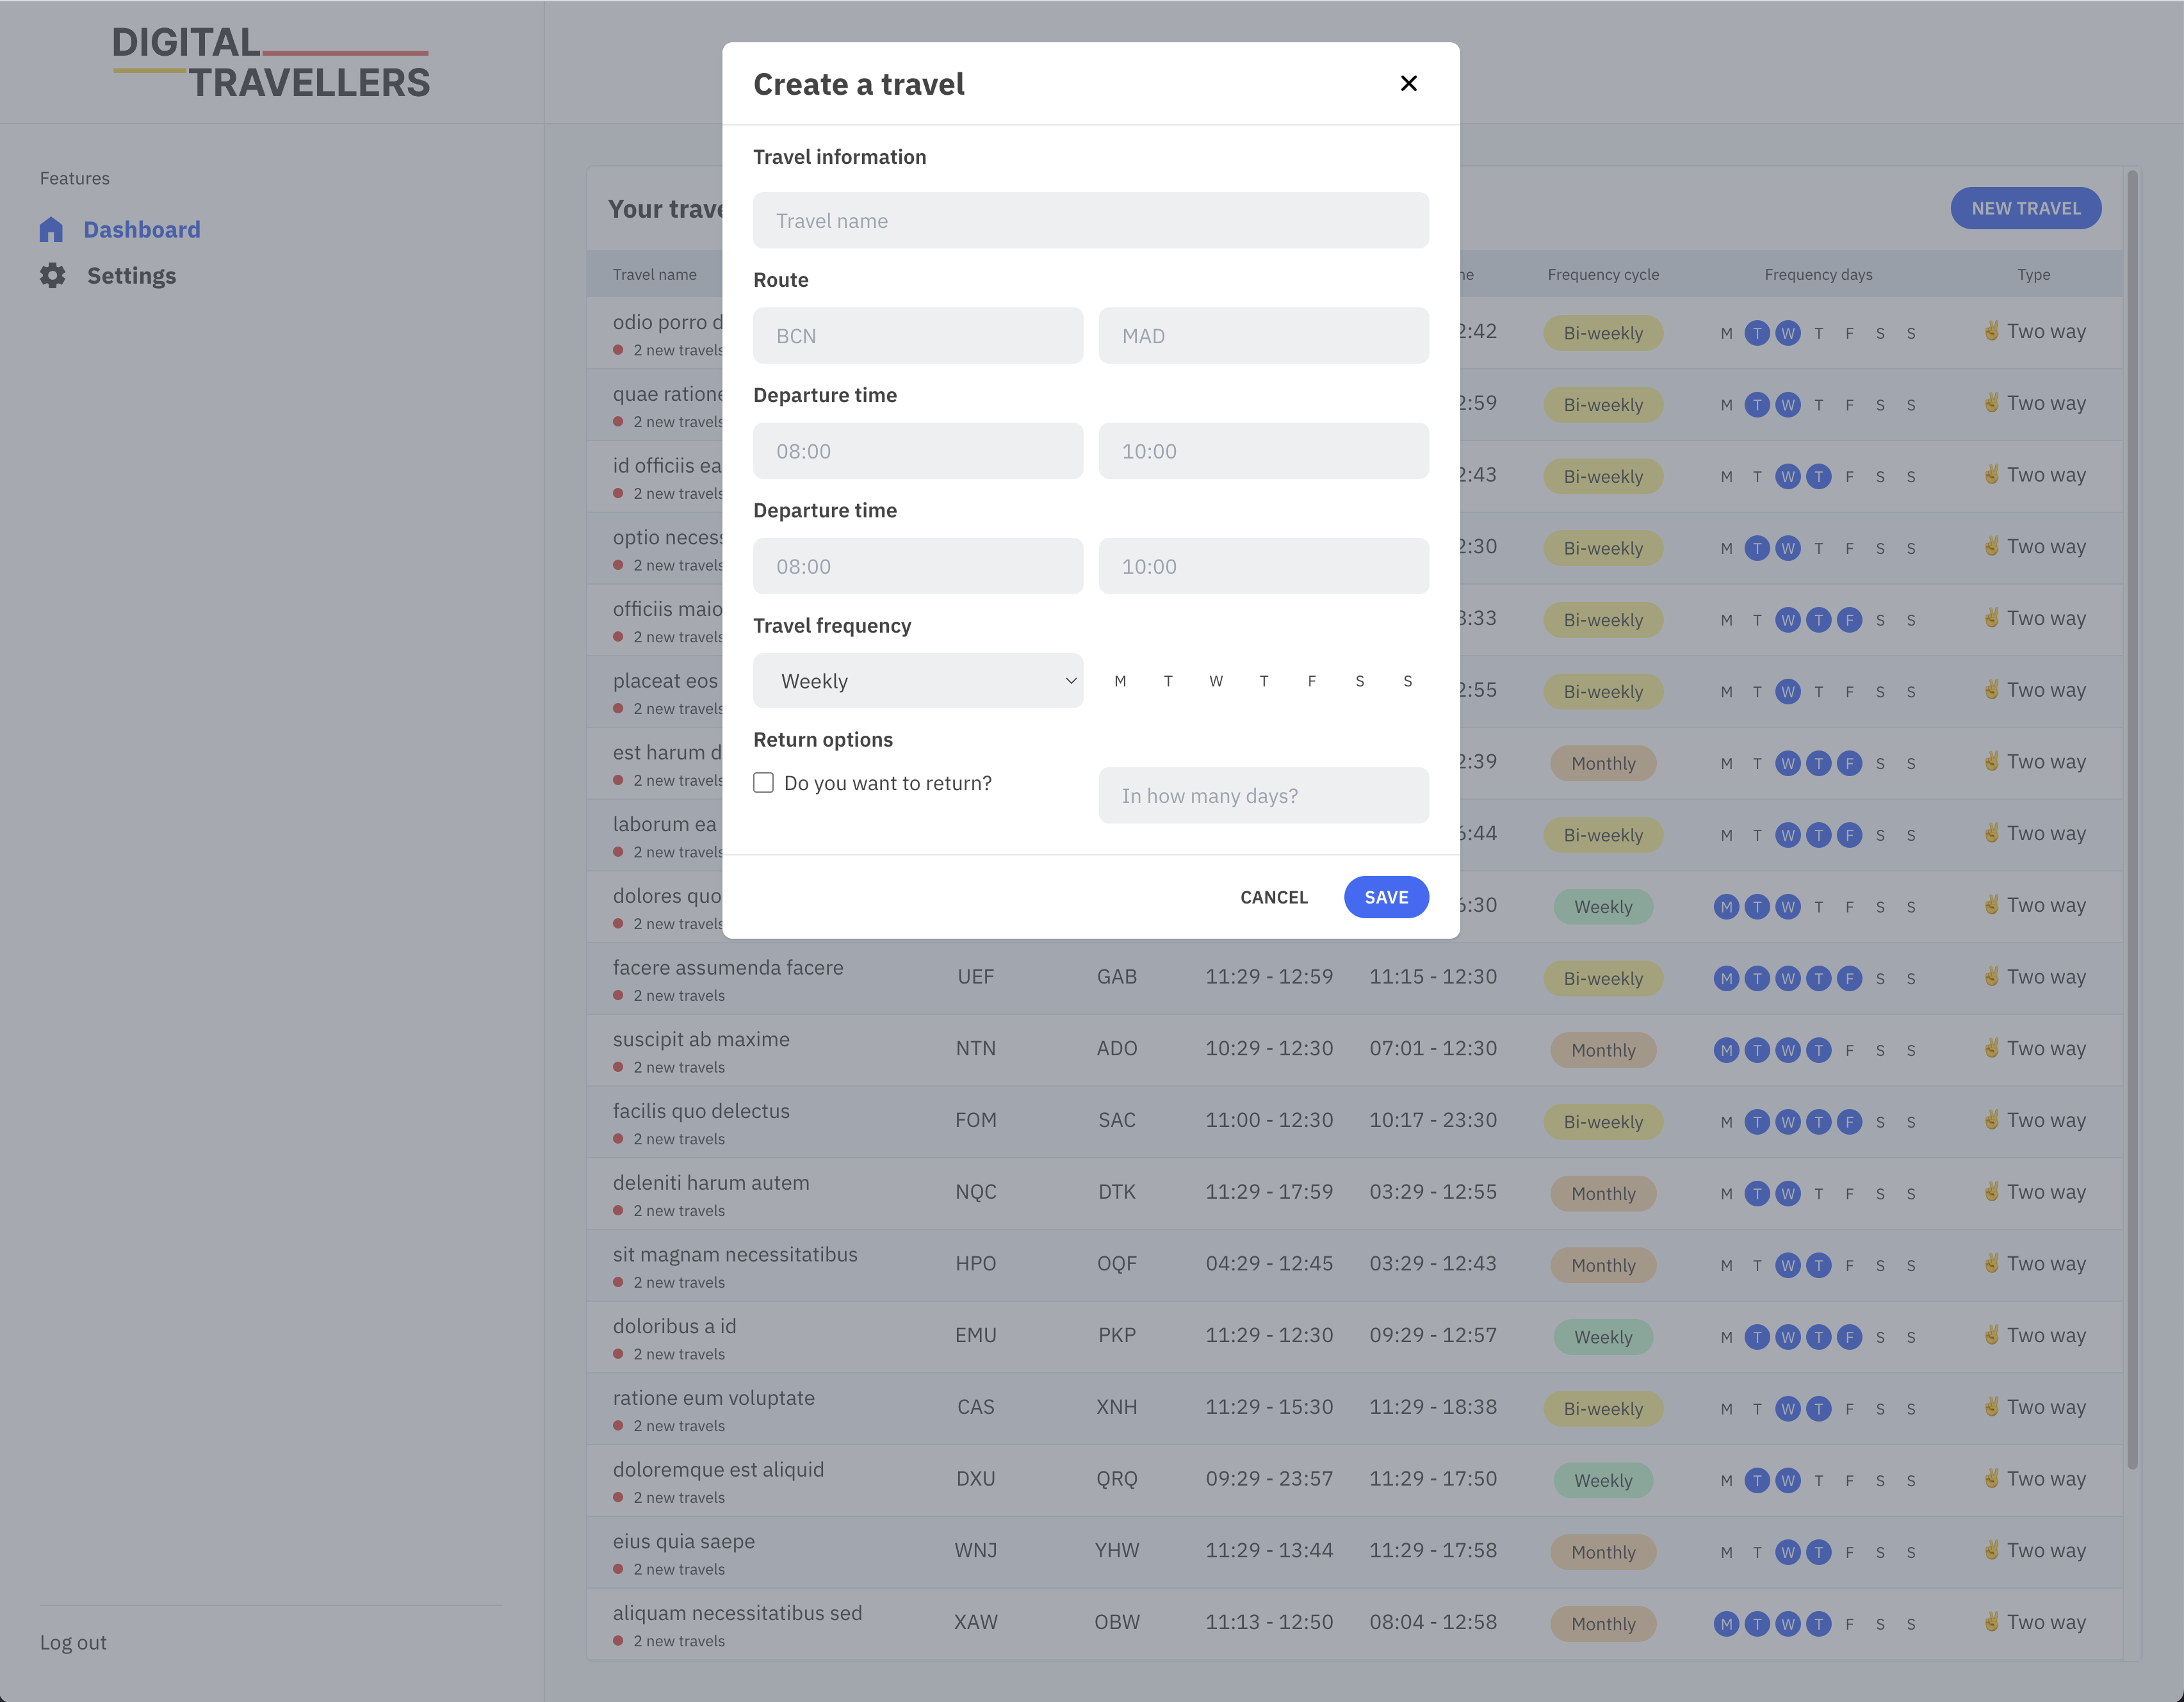 DIGITAL
TRAVELLERS
Features
Dashboard
Settings
Log out
Create a travel
Travel information
Travel name
Route
BCN MAD
Departure time
08:00 10:00
Departure time
08:00 10:00
Travel frequency
Weekly M T W T F S S
Return options
Do you want to return? In how many days?
CANCEL SAVE
Your NEW TRAVEL
Travel name Frequency cycle Frequency days Type
odio porro 2:42 Bi-weekly M T W T F S S ✌️ Two way
2 new travels
quae ratione 2:59 Bi-weekly M T W T F S S ✌️ Two way
2 new travels
id officiis ea 2:43 Bi-weekly M T W T F S S ✌️ Two way
2 new travels
optio 2:30 Bi-weekly M T W T F S S ✌️ Two way
2 new travels
officiis 3:33 Bi-weekly M T W T F S S ✌️ Two way
2 new travels
placeat eos 2:55 Bi-weekly M T W T F S S ✌️ Two way
2 new travels
est harum 2:39 Monthly M T W T F S S ✌️ Two way
2 new travels
laborum ea 6:44 Bi-weekly M T W T F S S ✌️ Two way
2 new travels
dolores quo 6:30 Weekly M T W T F S S ✌️ Two way
2 new travels
facere assumenda facere UEF GAB 11:29 - 12:59 11:15 - 12:30 Bi-weekly M T W T F S S ✌️ Two way
2 new travels
suscipit ab maxime NTN ADO 10:29 - 12:30 07:01 - 12:30 Monthly M T W T F S S ✌️ Two way
2 new travels
facilis quo delectus FOM SAC 11:00 - 12:30 10:17 - 23:30 Bi-weekly M T W T F S S ✌️ Two way
2 new travels
deleniti harum autem NQC DTK 11:29 - 17:59 03:29 - 12:55 Monthly M T W T F S S ✌️ Two way
2 new travels
sit magnam necessitatibus HPO OQF 04:29 - 12:45 03:29 - 12:43 Monthly M T W T F S S ✌️ Two way
2 new travels
doloribus a id EMU PKP 11:29 - 12:30 09:29 - 12:57 Weekly M T W T F S S ✌️ Two way
2 new travels
ratione eum voluptate CAS XNH 11:29 - 15:30 11:29 - 18:38 Bi-weekly M T W T F S S ✌️ Two way
2 new travels
doloremque est aliquid DXU QRQ 09:29 - 23:57 11:29 - 17:50 Weekly M T W T F S S ✌️ Two way
2 new travels
eius quia saepe WNJ YHW 11:29 - 13:44 11:29 - 17:58 Monthly M T W T F S S ✌️ Two way
2 new travels
aliquam necessitatibus sed XAW OBW 11:13 - 12:50 08:04 - 12:58 Monthly M T W T F S S ✌️ Two way
2 new travels